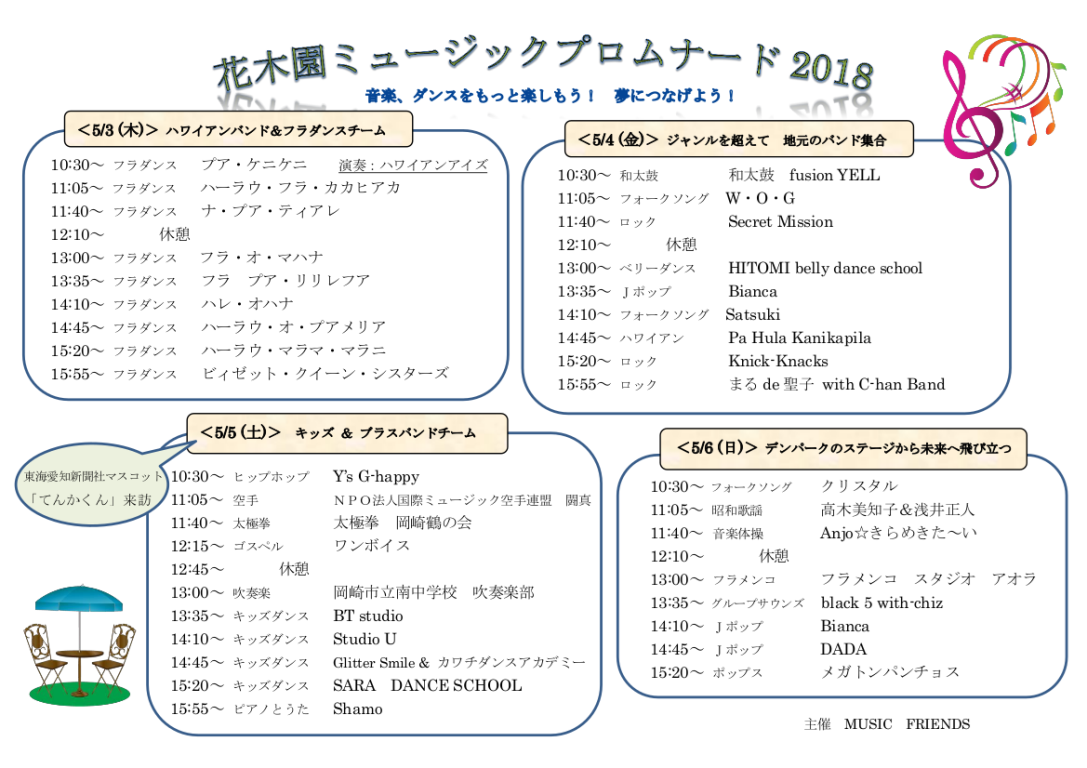 花木園ミュージックプロムナード 2018
音楽、ダンスをもっと楽しもう！　夢につなげよう！
＜5/3 (木)＞ ハワイアンバンド＆フラダンスチーム
10:30～ フラダンス　プア・ケニケニ　演奏：ハワイアンアイズ
11:05～ フラダンス　ハーラウ・フラ・カカヒアカ
11:40～ フラダンス　ナ・プア・ティアレ
12:10～　休憩
13:00～ フラダンス　フラ・オ・マハナ
13:35～ フラダンス　フラ　プア・リリレフア
14:10～ フラダンス　ハレ・オハナ
14:45～ フラダンス　ハーラウ・オ・プアメリア
15:20～ フラダンス　ハーラウ・マラマ・マラニ
15:55～ フラダンス　ビィゼット・クイーン・シスターズ
＜5/4 (金)＞ ジャンルを超えて　地元のバンド集合
10:30～ 和太鼓　和太鼓　fusion YELL
11:05～ フォークソング　W・O・G
11:40～ ロック　Secret Mission
12:10～　休憩
13:00～ ベリーダンス　HITOMI belly dance school
13:35～ Ｊポップ　Bianca
14:10～ フォークソング　Satsuki
14:45～ ハワイアン　Pa Hula Kanikapila
15:20～ ロック　Knick-Knacks
15:55～ ロック　まる de 聖子 with C-han Band
＜5/5 (土)＞　キッズ ＆ ブラスバンドチーム
東海愛知新聞社マスコット
「てんかくん」来訪
10:30～ ヒップホップ　Y's G-happy
11:05～ 空手　ＮＰＯ法人国際ミュージック空手連盟　闘真
11:40～ 太極拳　太極拳　岡崎鶴の会
12:15～ ゴスペル　ワンボイス
12:45～　休憩
13:00～ 吹奏楽　岡崎市立南中学校　吹奏楽部
13:35～ キッズダンス　BT studio
14:10～ キッズダンス　Studio U
14:45～ キッズダンス　Glitter Smile & カワチダンスアカデミー
15:20～ キッズダンス　SARA　DANCE SCHOOL
15:55～ ピアノとうた　Shamo
＜5/6 (日)＞ デンパークのステージから未来へ飛び立つ
10:30～ フォークソング　クリスタル
11:05～ 昭和歌謡　高木美知子＆浅井正人
11:40～ 音楽体操　Anjo☆きらめきた～い
12:10～　休憩
13:00～ フラメンコ　フラメンコ　スタジオ　アオラ
13:35～ グループサウンズ　black 5 with-chiz
14:10～ Ｊポップ　Bianca
14:45～ Ｊポップ　DADA
15:20～ ポップス　メガトンパンチョス
主催　MUSIC　FRIENDS